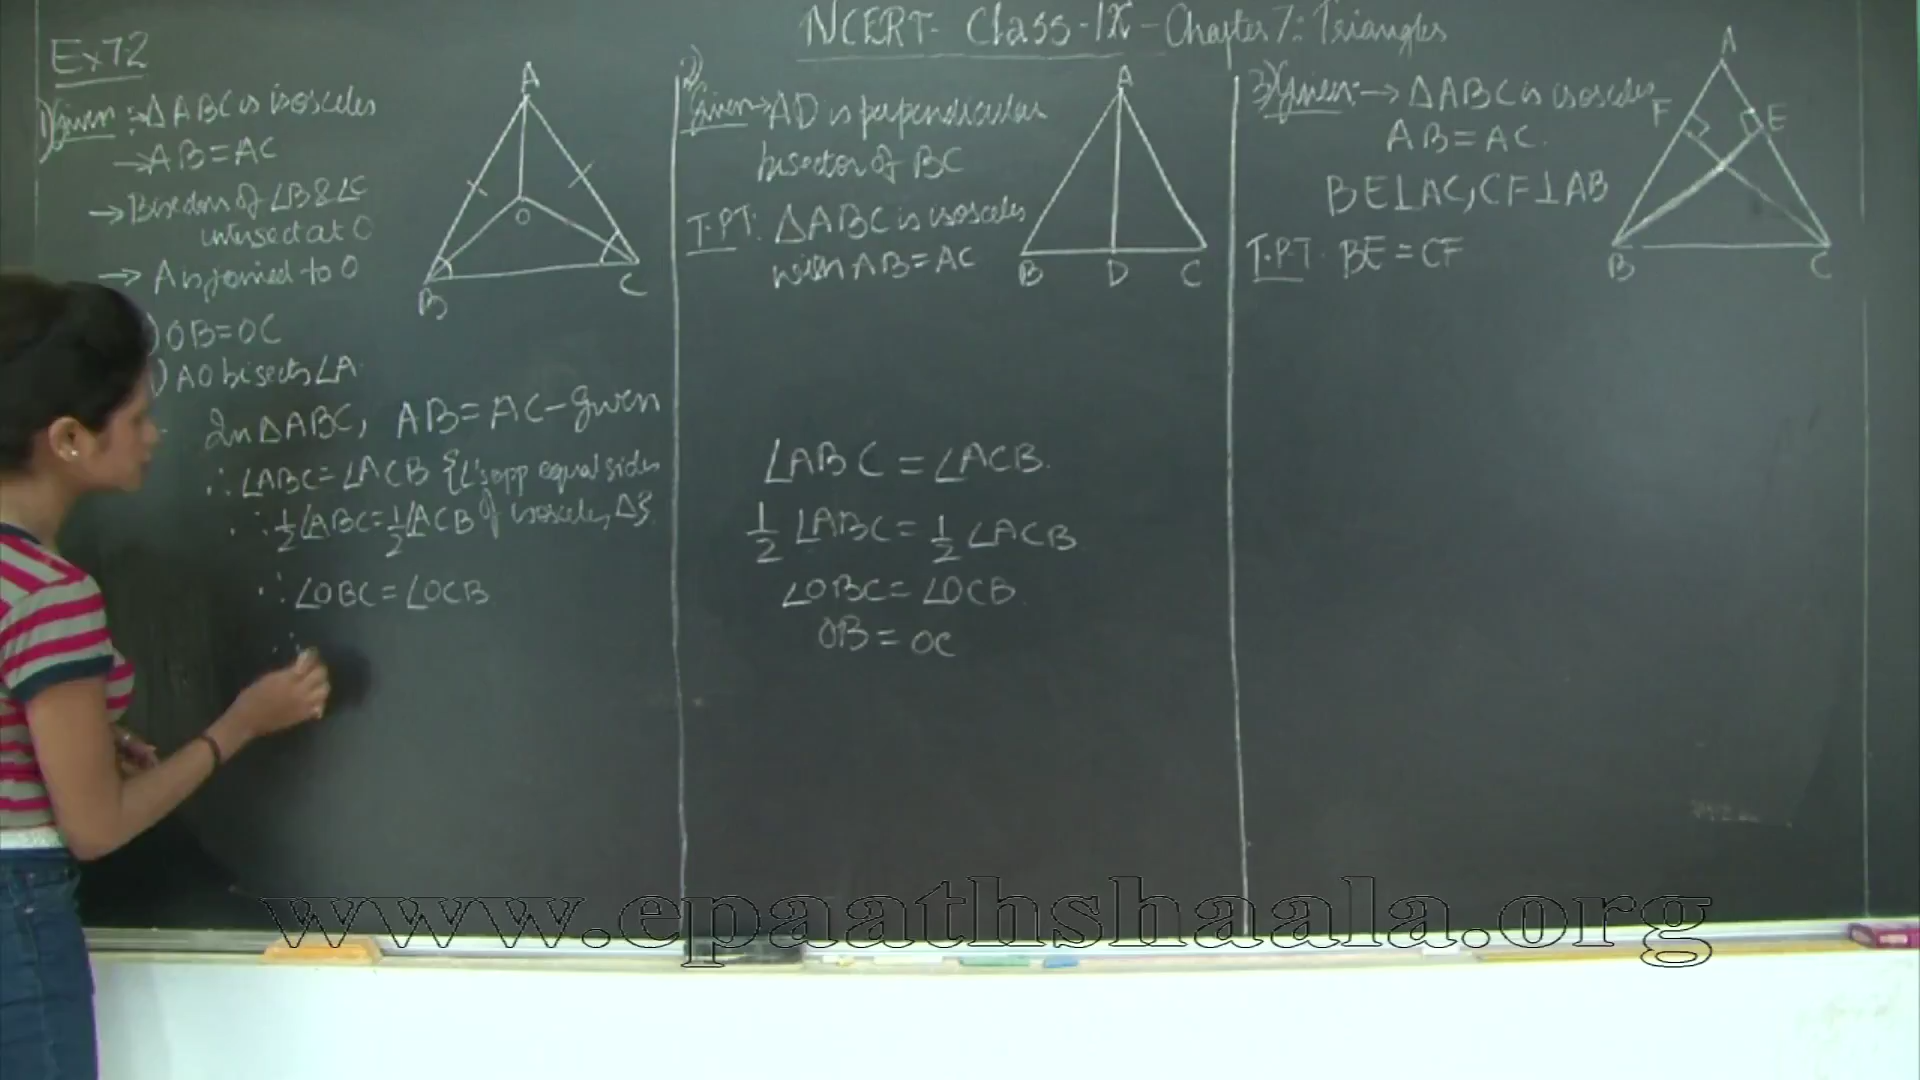 NCERT- Class-IX - Chapter 7: Triangles
Ex 7.2
1) Given :→ ΔABC is isosceles
→ AB = AC
→ Bisectors of ∠B & ∠C
intersect at O
→ A is joined to O
) OB = OC
) AO bisects ∠A.
In ΔABC, AB = AC - Given
∴ ∠ABC = ∠ACB {∠'s opp equal sides
∴ 1/2 ∠ABC = 1/2 ∠ACB of isosceles Δ}
∴ ∠OBC = ∠OCB
∴
A
O
B
C
2)
Given → AD is perpendicular
bisector of BC
T.P.T: ΔABC is isosceles
with AB = AC
A
B D C
∠ABC = ∠ACB.
1/2 ∠ABC = 1/2 ∠ACB
∠OBC = ∠OCB.
OB = OC
3) Given: → ΔABC is isosceles
AB = AC.
BE ⊥ AC, CF ⊥ AB
T.P.T. BE = CF
A
F
E
B
C
www.epaathshaala.org